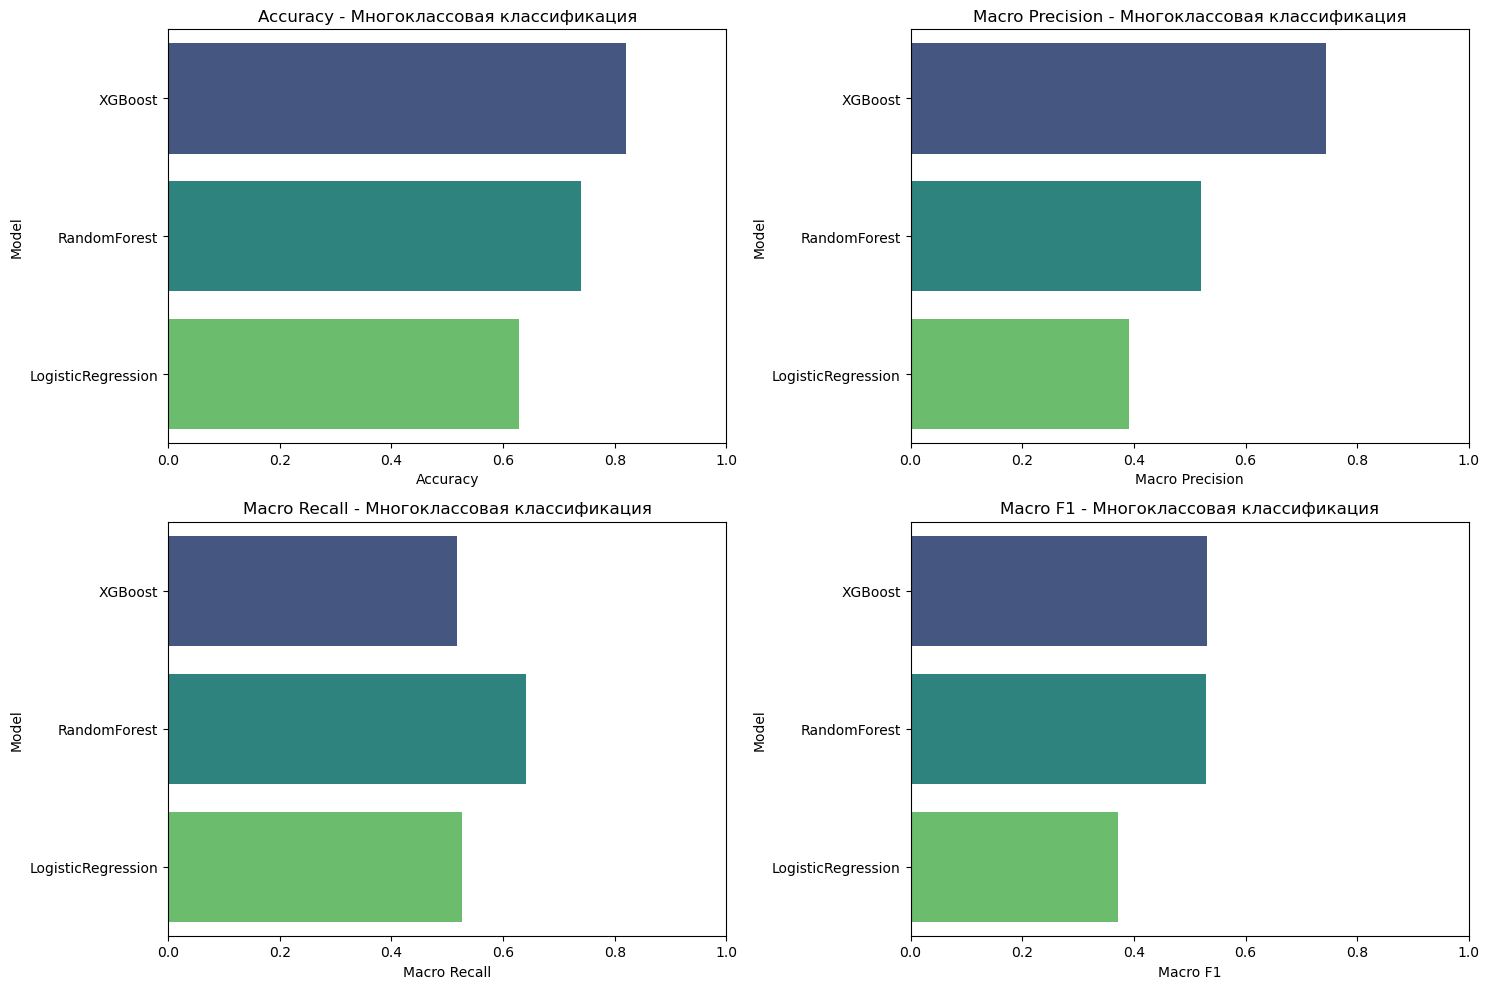 Accuracy - Многоклассовая классификация
Model
XGBoost
RandomForest
LogisticRegression
0.0 0.2 0.4 0.6 0.8 1.0
Accuracy
Macro Precision - Многоклассовая классификация
Model
XGBoost
RandomForest
LogisticRegression
0.0 0.2 0.4 0.6 0.8 1.0
Macro Precision
Macro Recall - Многоклассовая классификация
Model
XGBoost
RandomForest
LogisticRegression
0.0 0.2 0.4 0.6 0.8 1.0
Macro Recall
Macro F1 - Многоклассовая классификация
Model
XGBoost
RandomForest
LogisticRegression
0.0 0.2 0.4 0.6 0.8 1.0
Macro F1